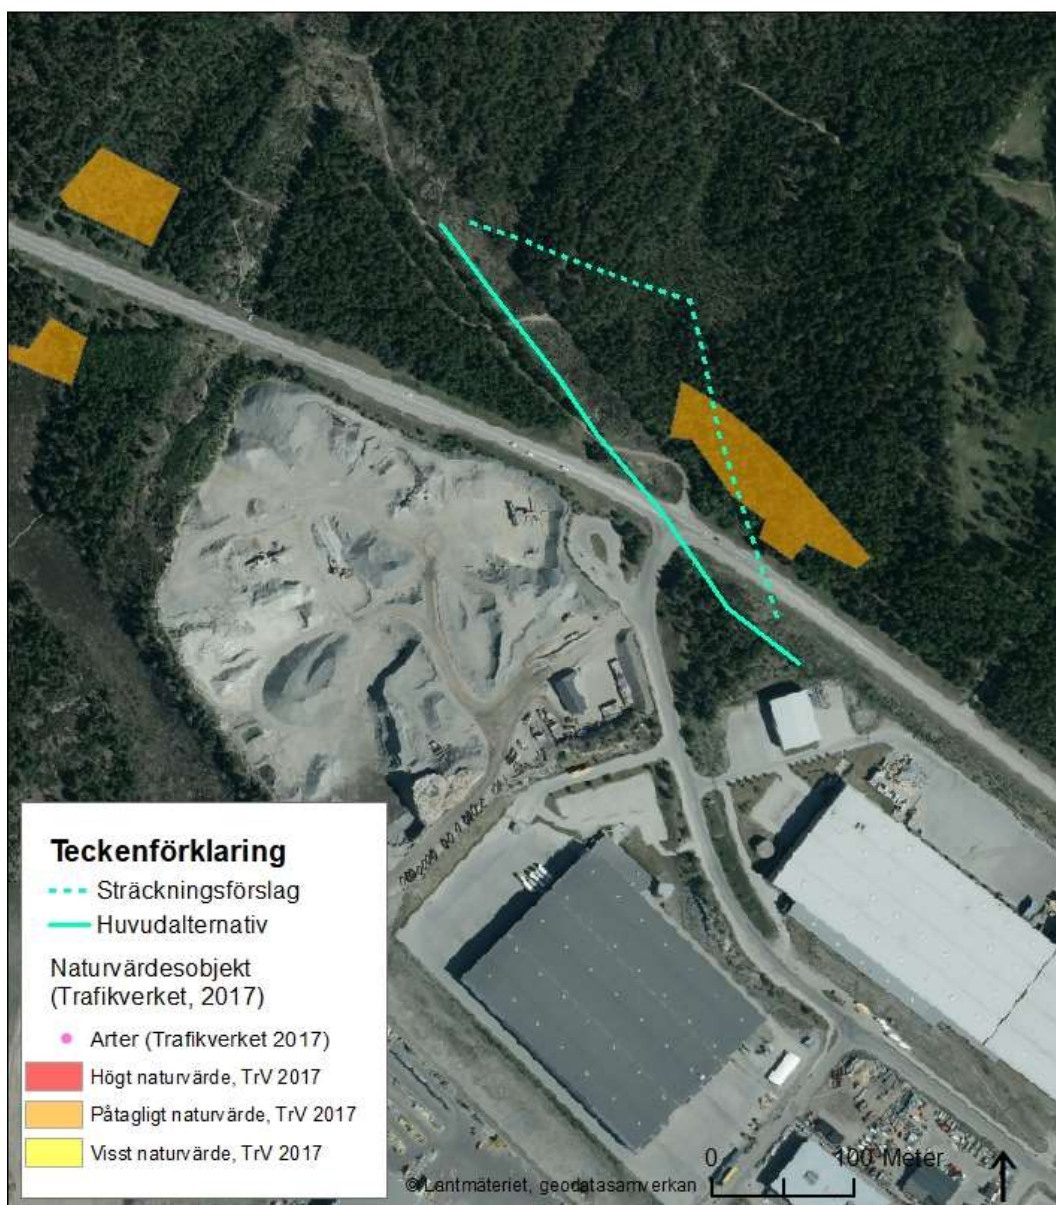 Teckenförklaring
Sträckningsförslag
Huvudalternativ
Naturvärdesobjekt
(Trafikverket, 2017)
Arter (Trafikverket 2017)
Högt naturvärde, TrV 2017
Påtagligt naturvärde, TrV 2017
Visst naturvärde, TrV 2017
0 100 Meter
© Lantmäteriet, geodatasamverkan